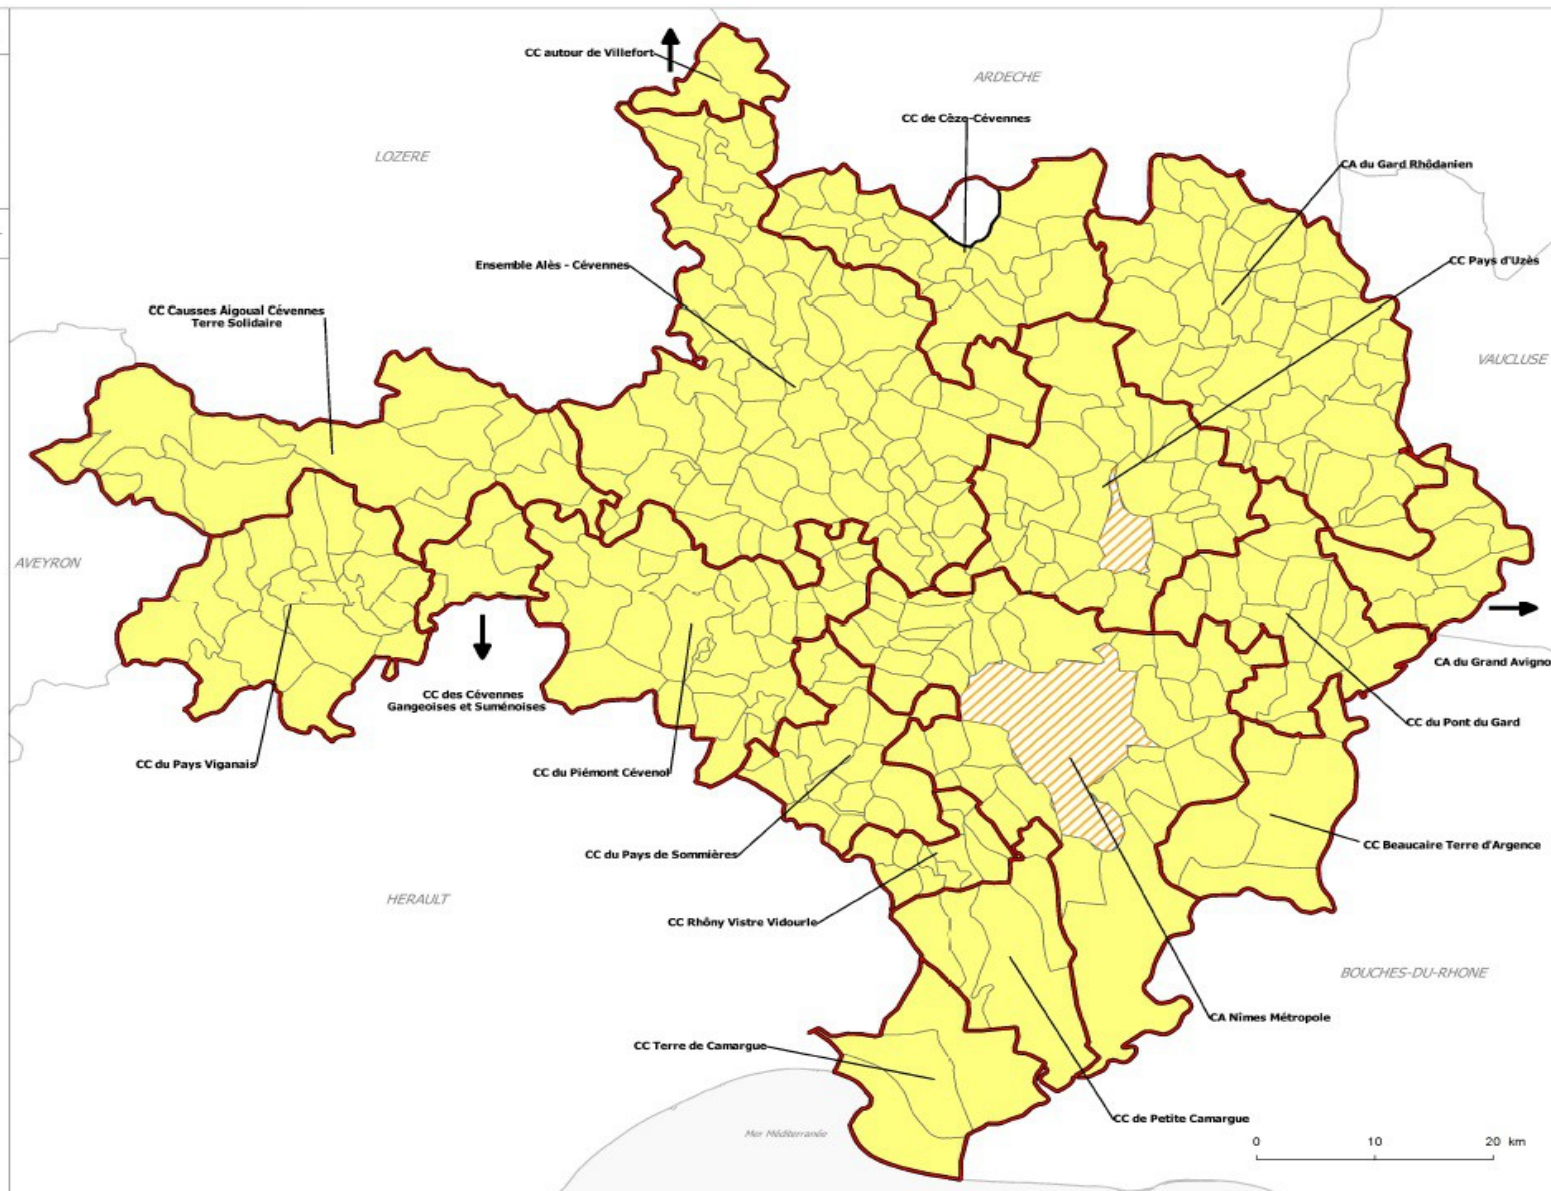 CC autour de Villefort
ARDECHE
CC de Cèze-Cévennes
LOZERE
CA du Gard Rhôdanien
CC Pays d'Uzès
Ensemble Alès - Cévennes
CC Causses Aigoual Cévennes
Terre Solidaire
VAUCLUSE
AVEYRON
CA du Grand Avigno
CC des Cévennes
Gangeoises et Suménoises
CC du Pont du Gard
CC du Pays Viganais
CC du Piémont Cévenol
CC Beaucaire Terre d'Argence
CC du Pays de Sommières
HERAULT
CC Rhôny Vistre Vidourle
BOUCHES-DU-RHONE
CA Nîmes Métropole
CC Terre de Camargue
CC de Petite Camargue
Mer Méditerranée
0 10 20 km